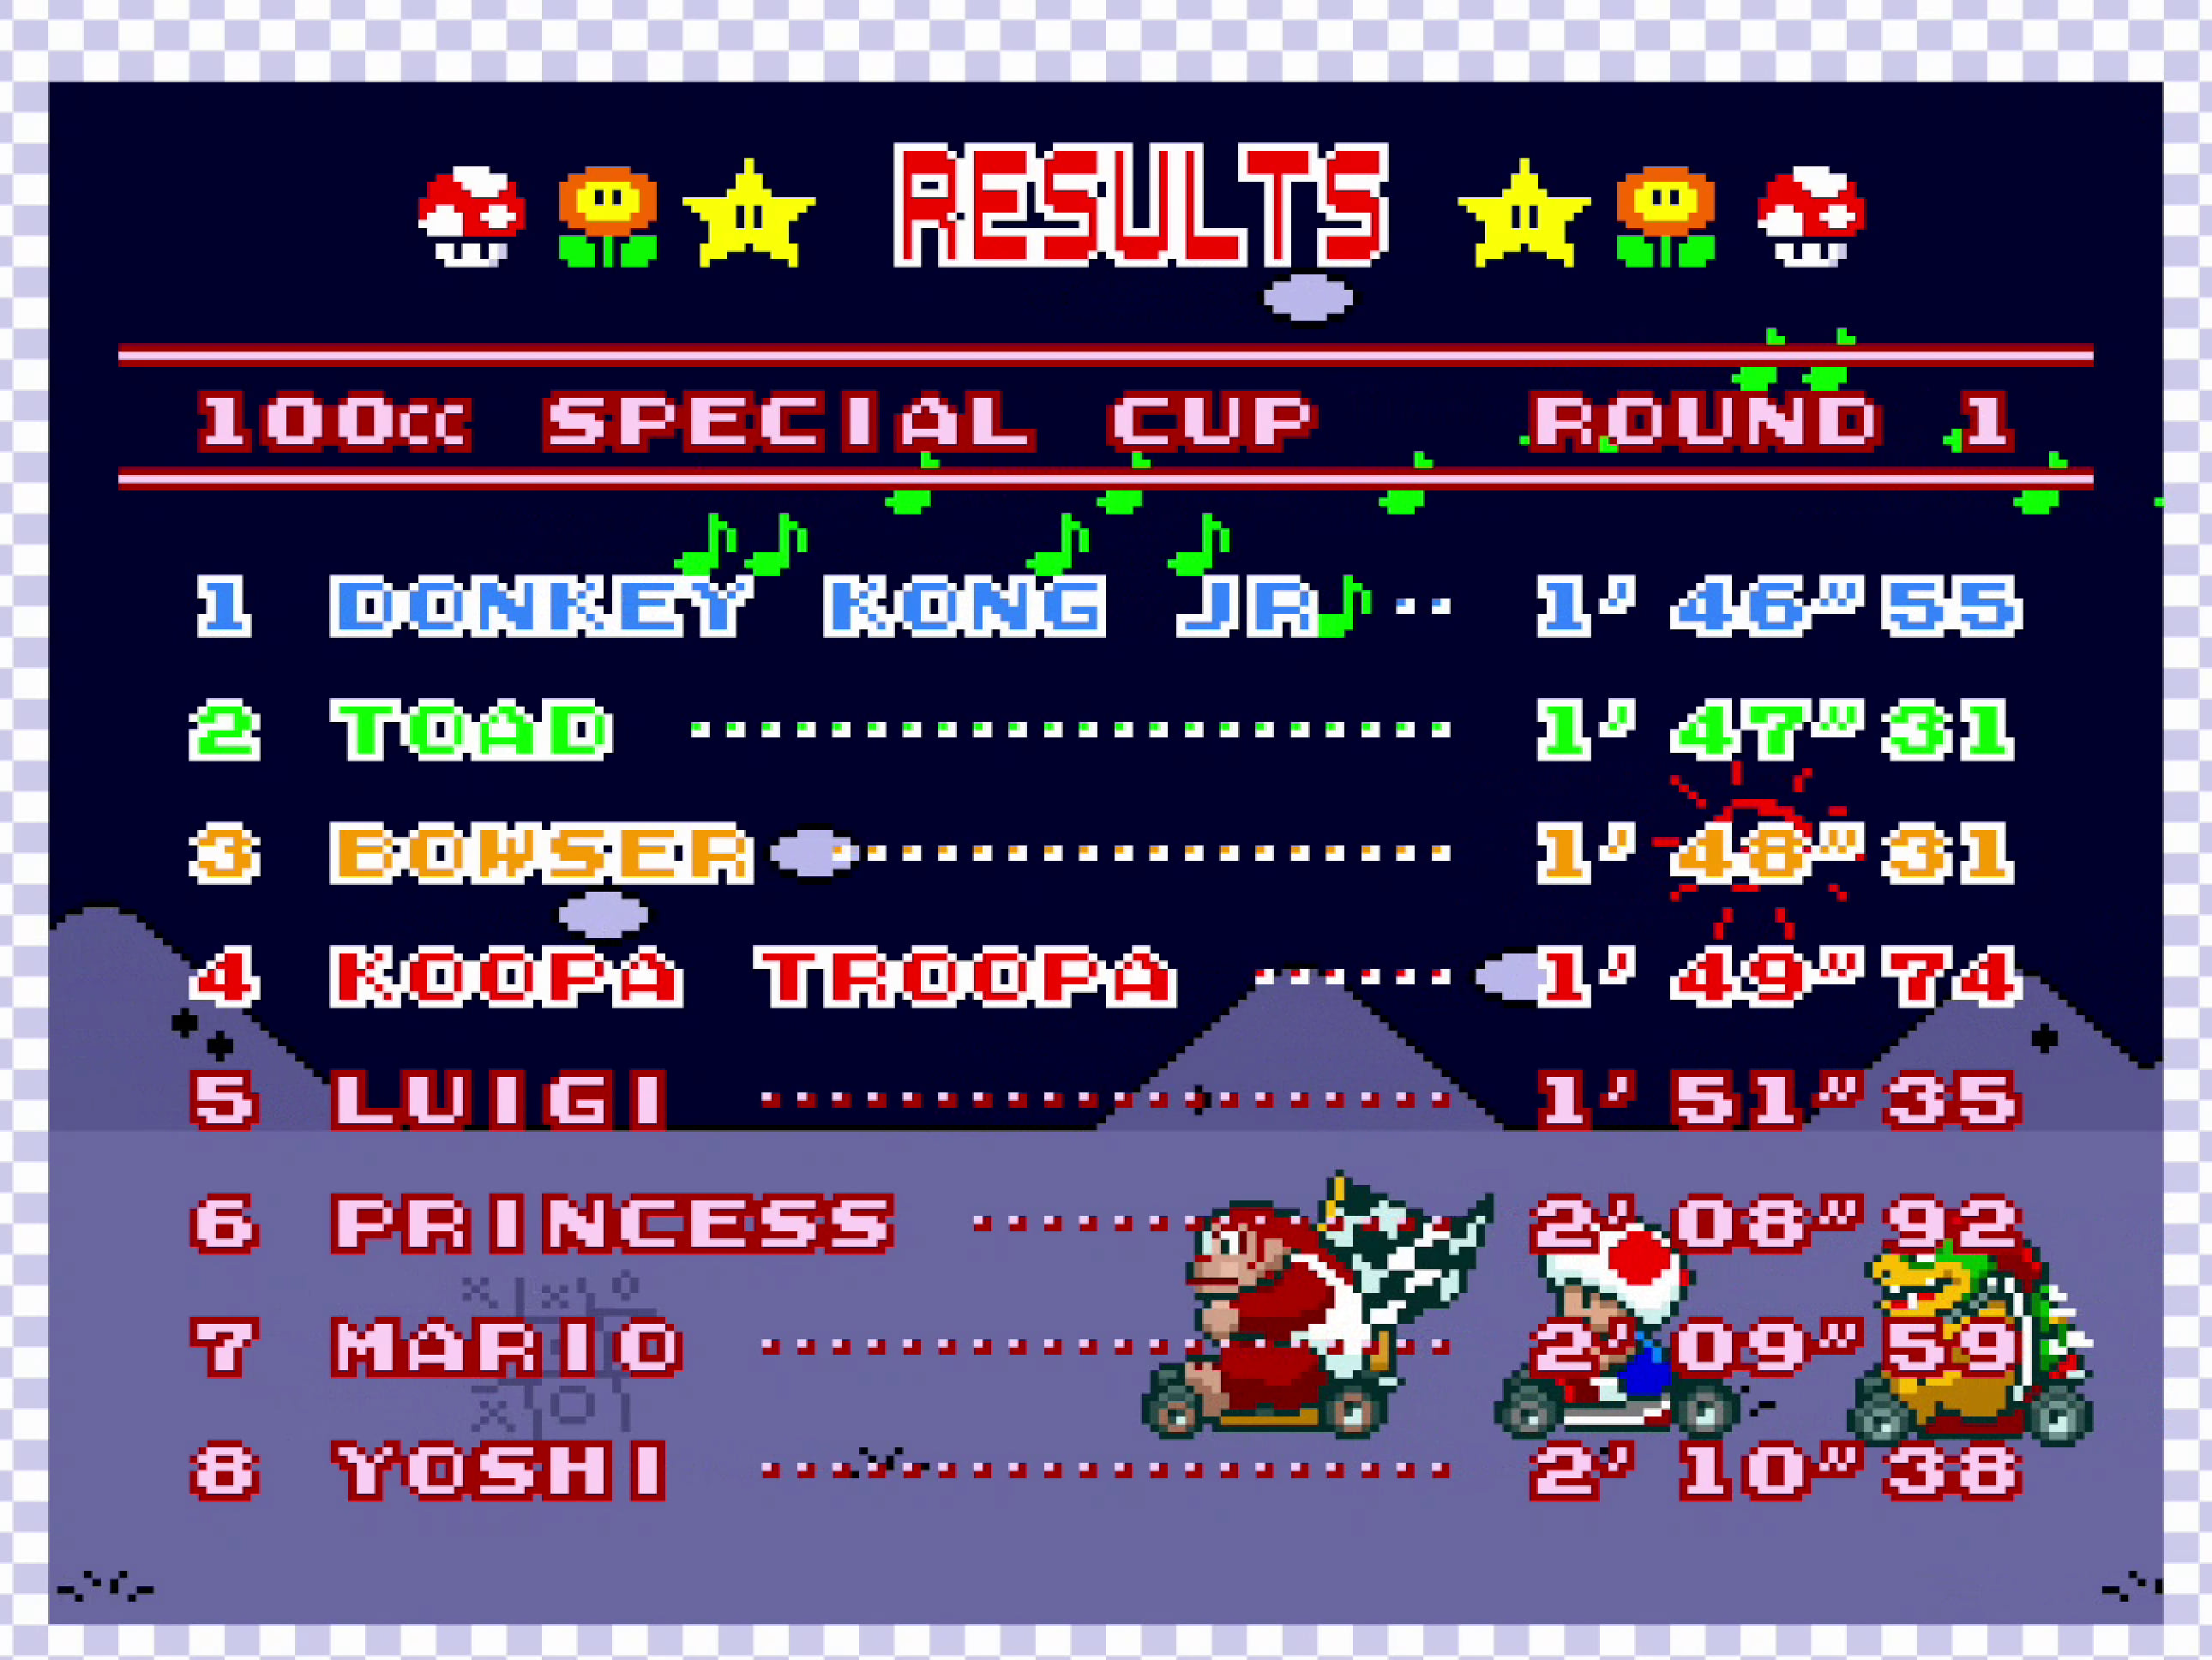 RESULTS
100cc SPECIAL CUP ROUND 1
1 DONKEY KONG JR .. 1'46"55
2 TOAD ...................... 1'47"31
3 BOWSER .................. 1'48"31
4 KOOPA TROOPA ...... 1'49"74
5 LUIGI .................... 1'51"35
6 PRINCESS .............. 2'08"92
7 MARIO .................... 2'09"59
8 YOSHI .................... 2'10"38